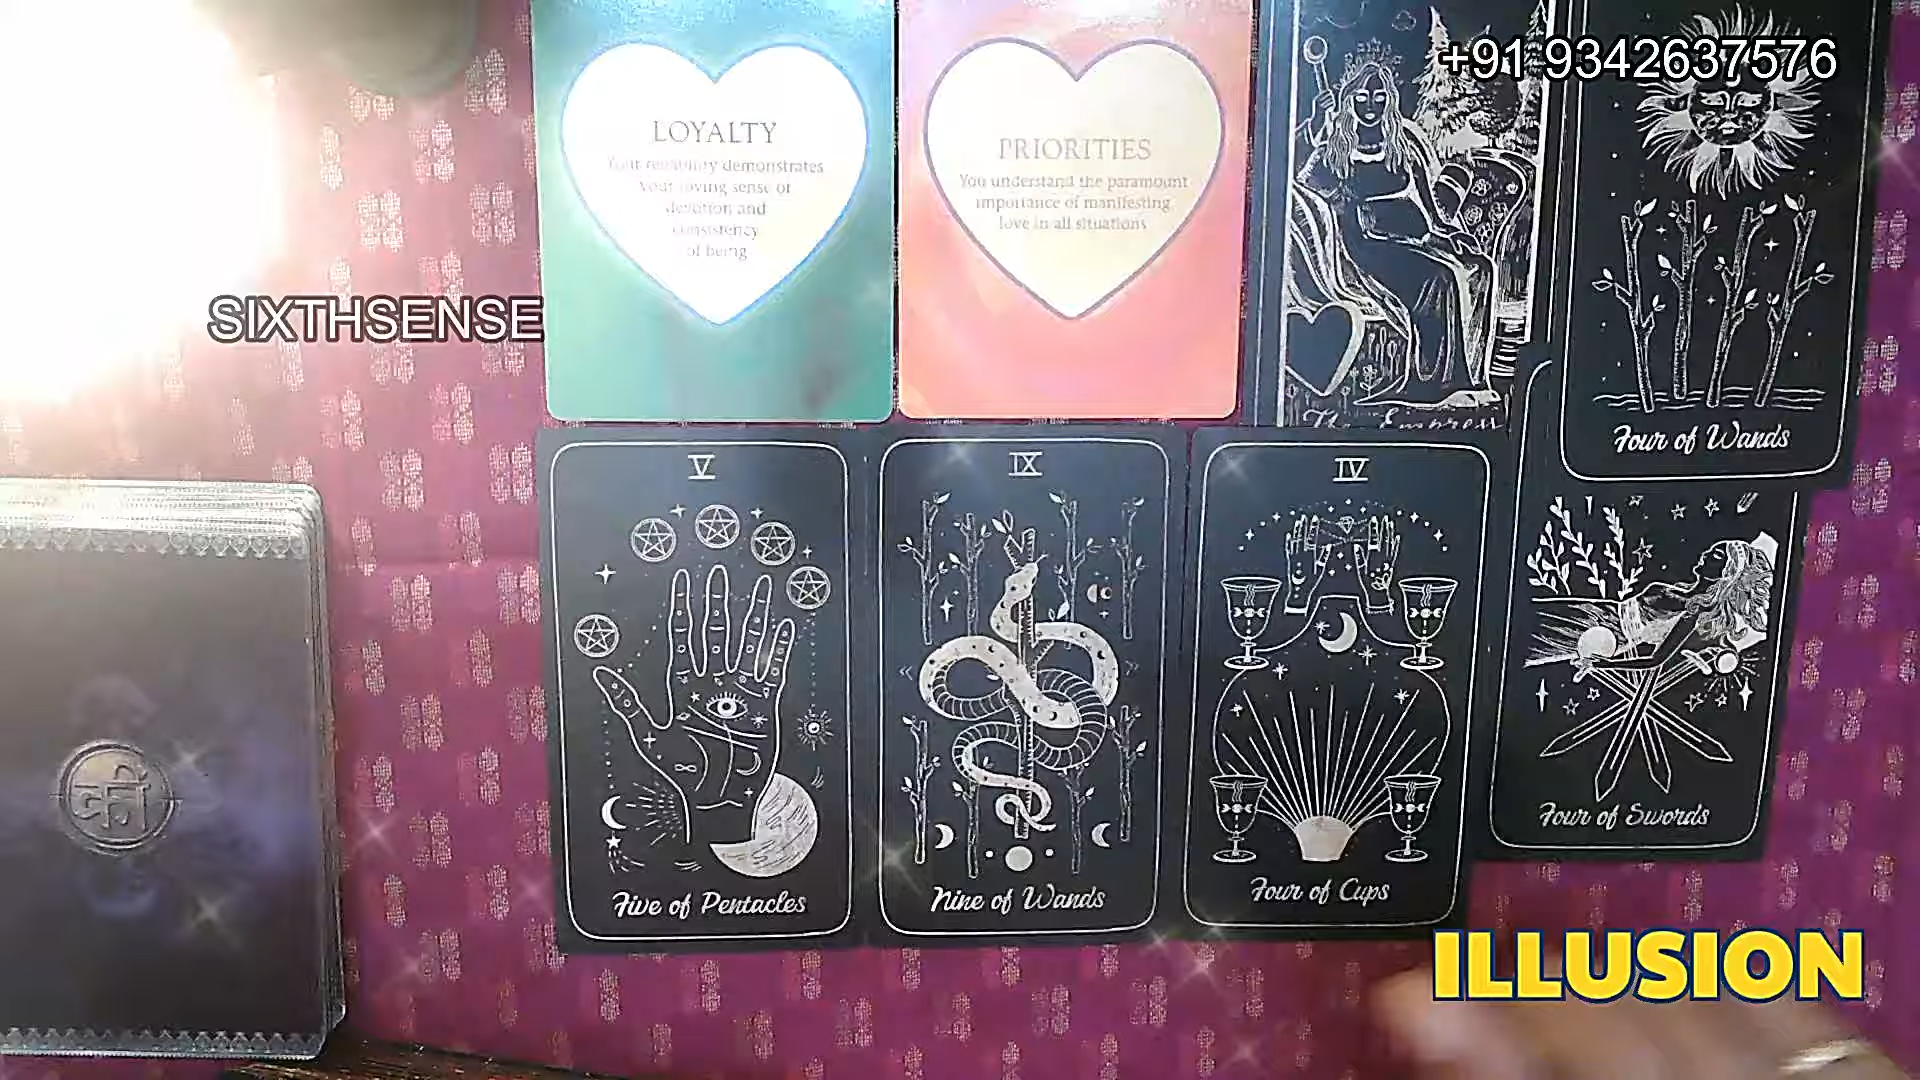 +91 9342637576
LOYALTY
Your reliability demonstrates
your loving sense of
devotion and
consistency
of being
PRIORITIES
You understand the paramount
importance of manifesting
love in all situations
SIXTHSENSE
The Empress
Four of Wands
V
IX
IV
क्रीं
Four of Swords
Five of Pentacles
Nine of Wands
Four of Cups
ILLUSION